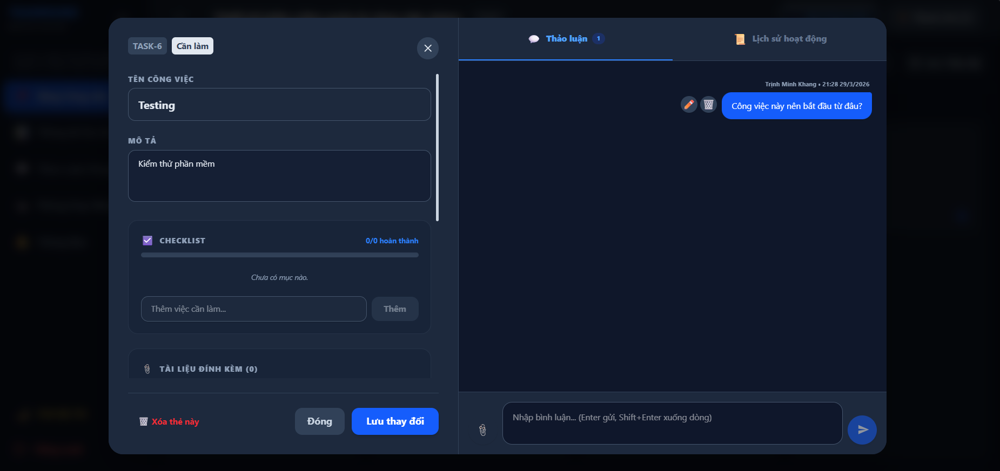 TASK-6 Cần làm
TÊN CÔNG VIỆC
Testing
MÔ TẢ
Kiểm thử phần mềm
CHECKLIST 0/0 hoàn thành
Chưa có mục nào.
Thêm việc cần làm... Thêm
TÀI LIỆU ĐÍNH KÈM (0)
Xóa thẻ này Đóng Lưu thay đổi
Thảo luận 1 Lịch sử hoạt động
Trịnh Minh Khang • 21:28 29/3/2026
Công việc này nên bắt đầu từ đâu?
Nhập bình luận... (Enter gửi, Shift+Enter xuống dòng)